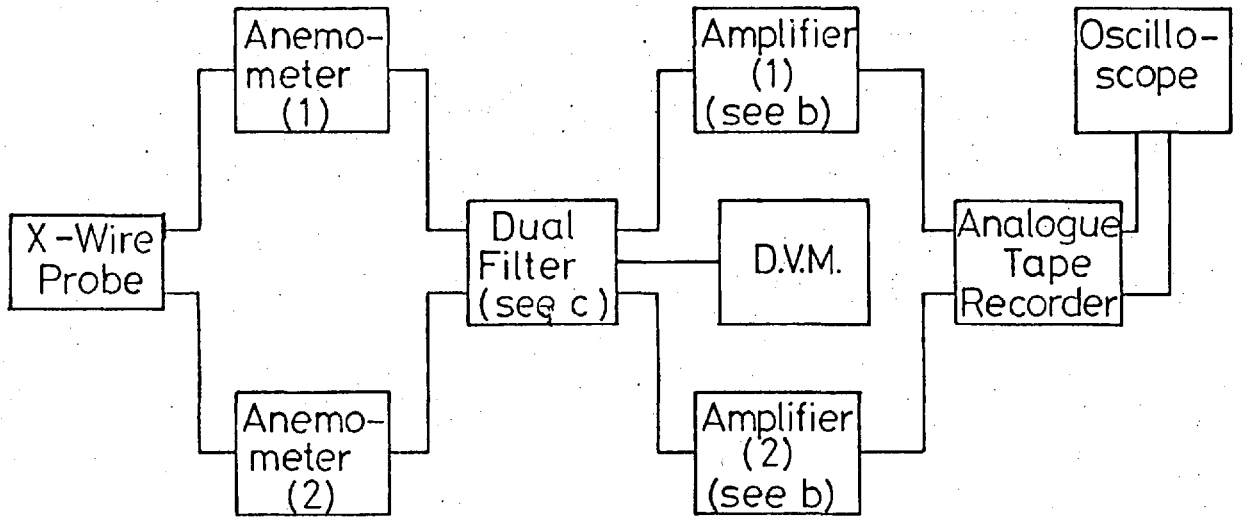 X-Wire
Probe
Anemo-
meter
(1)
Anemo-
meter
(2)
Dual
Filter
(see c)
Amplifier
(1)
(see b)
D.V.M.
Amplifier
(2)
(see b)
Analogue
Tape
Recorder
Oscillo-
scope